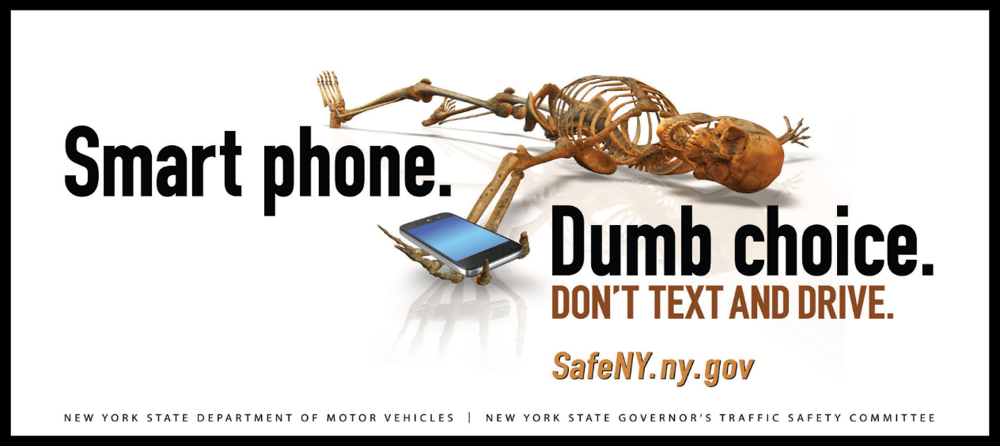 Smart phone.
Dumb choice.
DON'T TEXT AND DRIVE.
SafeNY.ny.gov
NEW YORK STATE DEPARTMENT OF MOTOR VEHICLES | NEW YORK STATE GOVERNOR'S TRAFFIC SAFETY COMMITTEE